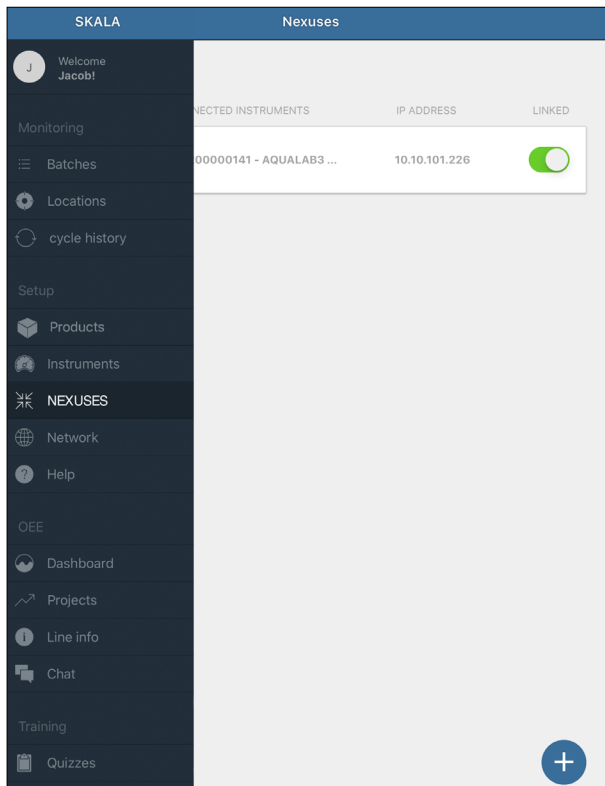 SKALA
Nexuses
J
Welcome
Jacob!
Monitoring
Batches
Locations
cycle history
Setup
Products
Instruments
NEXUSES
Network
Help
OEE
Dashboard
Projects
Line info
Chat
Training
Quizzes
NECTED INSTRUMENTS IP ADDRESS LINKED
00000141 - AQUALAB3 ... 10.10.101.226